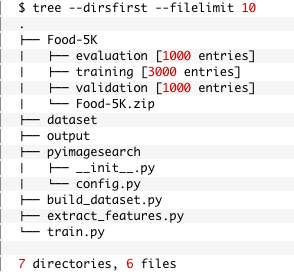 $ tree --dirsfirst --filelimit 10
.
├── Food-5K
│   ├── evaluation [1000 entries]
│   ├── training [3000 entries]
│   ├── validation [1000 entries]
│   └── Food-5K.zip
├── dataset
├── output
├── pyimagesearch
│   ├── __init__.py
│   └── config.py
├── build_dataset.py
├── extract_features.py
└── train.py

7 directories, 6 files